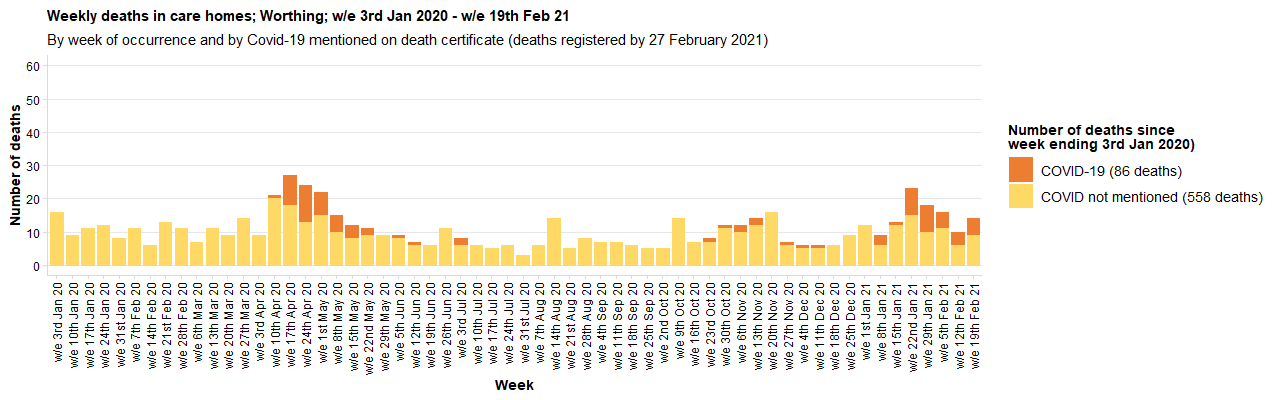 Weekly deaths in care homes; Worthing; w/e 3rd Jan 2020 - w/e 19th Feb 21
By week of occurrence and by Covid-19 mentioned on death certificate (deaths registered by 27 February 2021)
Number of deaths
60
50
40
30
20
10
0
w/e 3rd Jan 20
w/e 10th Jan 20
w/e 17th Jan 20
w/e 24th Jan 20
w/e 31st Jan 20
w/e 7th Feb 20
w/e 14th Feb 20
w/e 21st Feb 20
w/e 28th Feb 20
w/e 6th Mar 20
w/e 13th Mar 20
w/e 20th Mar 20
w/e 27th Mar 20
w/e 3rd Apr 20
w/e 10th Apr 20
w/e 17th Apr 20
w/e 24th Apr 20
w/e 1st May 20
w/e 8th May 20
w/e 15th May 20
w/e 22nd May 20
w/e 29th May 20
w/e 5th Jun 20
w/e 12th Jun 20
w/e 19th Jun 20
w/e 26th Jun 20
w/e 3rd Jul 20
w/e 10th Jul 20
w/e 17th Jul 20
w/e 24th Jul 20
w/e 31st Jul 20
w/e 7th Aug 20
w/e 14th Aug 20
w/e 21st Aug 20
w/e 28th Aug 20
w/e 4th Sep 20
w/e 11th Sep 20
w/e 18th Sep 20
w/e 25th Sep 20
w/e 2nd Oct 20
w/e 9th Oct 20
w/e 16th Oct 20
w/e 23rd Oct 20
w/e 30th Oct 20
w/e 6th Nov 20
w/e 13th Nov 20
w/e 20th Nov 20
w/e 27th Nov 20
w/e 4th Dec 20
w/e 11th Dec 20
w/e 18th Dec 20
w/e 25th Dec 20
w/e 1st Jan 21
w/e 8th Jan 21
w/e 15th Jan 21
w/e 22nd Jan 21
w/e 29th Jan 21
w/e 5th Feb 21
w/e 12th Feb 21
w/e 19th Feb 21
Week
Number of deaths since
week ending 3rd Jan 2020)
COVID-19 (86 deaths)
COVID not mentioned (558 deaths)